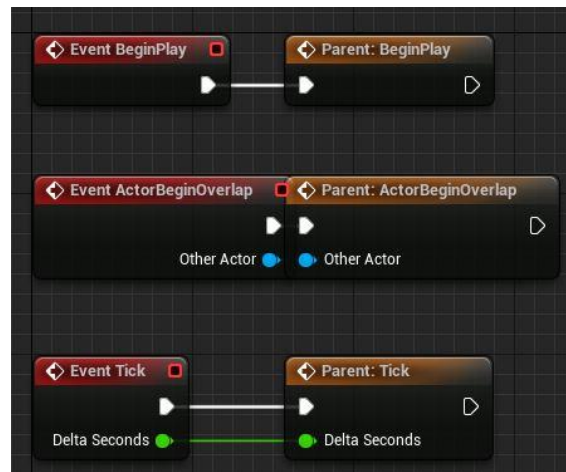 Event BeginPlay
Parent: BeginPlay
Event ActorBeginOverlap
Parent: ActorBeginOverlap
Other Actor
Other Actor
Event Tick
Parent: Tick
Delta Seconds
Delta Seconds